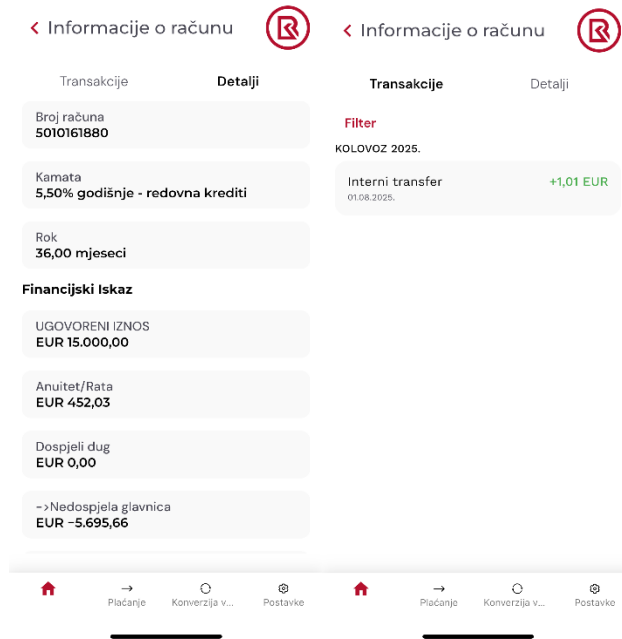 Informacije o računu
Transakcije
Detalji
Broj računa
5010161880
Kamata
5,50% godišnje - redovna krediti
Rok
36,00 mjeseci
Financijski Iskaz
UGOVORENI IZNOS
EUR 15.000,00
Anuitet/Rata
EUR 452,03
Dospjeli dug
EUR 0,00
->Nedospjela glavnica
EUR -5.695,66
Plaćanje
Konverzija v...
Postavke
Informacije o računu
Transakcije
Detalji
Filter
KOLOVOZ 2025.
Interni transfer
+1,01 EUR
01.08.2025.
Plaćanje
Konverzija v...
Postavke